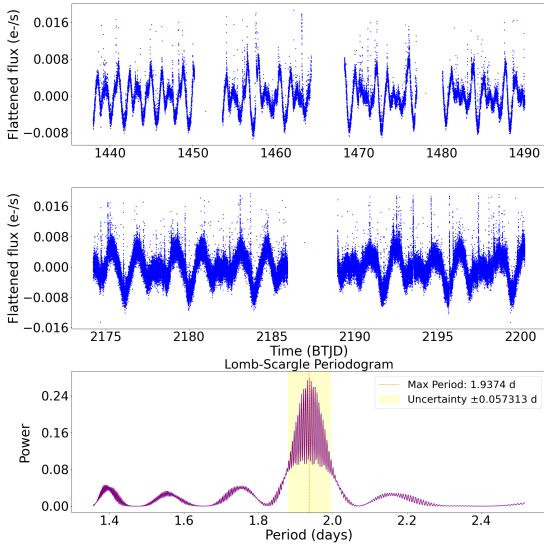 Flattened flux (e-/s)
0.016
0.008
0.000
−0.008
1440 1450 1460 1470 1480 1490
Flattened flux (e-/s)
0.016
0.008
0.000
−0.008
−0.016
2175 2180 2185 2190 2195 2200
Time (BTJD)
Lomb-Scargle Periodogram
Max Period: 1.9374 d
Uncertainty ±0.057313 d
Power
0.24
0.16
0.08
0.00
1.4 1.6 1.8 2.0 2.2 2.4
Period (days)